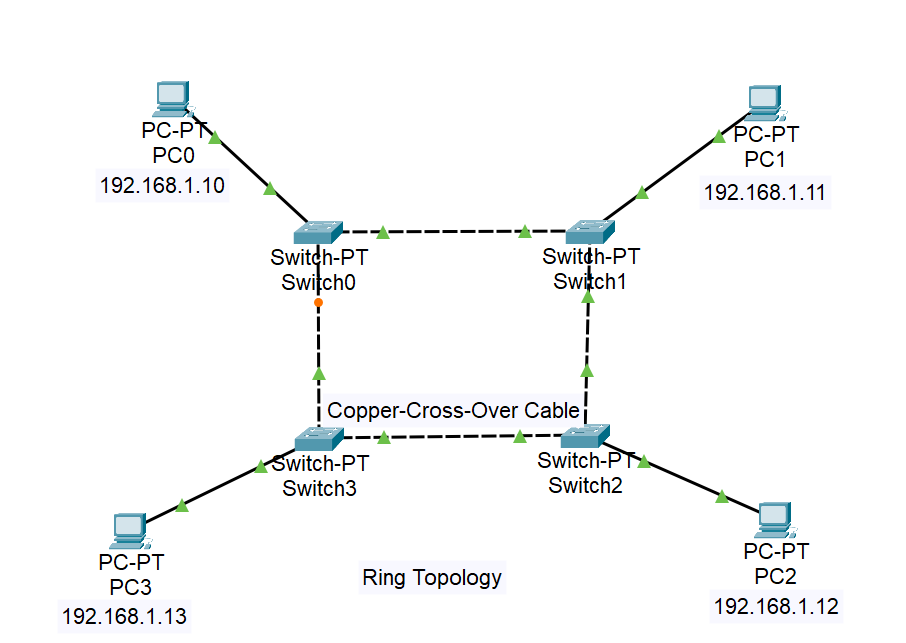 PC-PT
PC0
192.168.1.10
PC-PT
PC1
192.168.1.11
Switch-PT
Switch0
Switch-PT
Switch1
Copper-Cross-Over Cable
Switch-PT
Switch3
Switch-PT
Switch2
PC-PT
PC3
192.168.1.13
Ring Topology
PC-PT
PC2
192.168.1.12